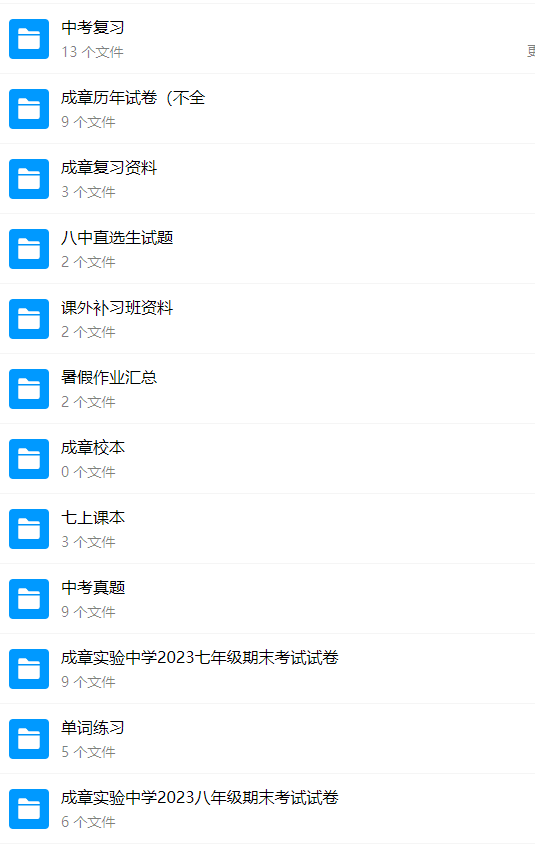 中考复习
13 个文件
更
成章历年试卷（不全
9 个文件
成章复习资料
3 个文件
八中直选生试题
2 个文件
课外补习班资料
2 个文件
暑假作业汇总
2 个文件
成章校本
0 个文件
七上课本
3 个文件
中考真题
9 个文件
成章实验中学2023七年级期末考试试卷
9 个文件
单词练习
5 个文件
成章实验中学2023八年级期末考试试卷
6 个文件